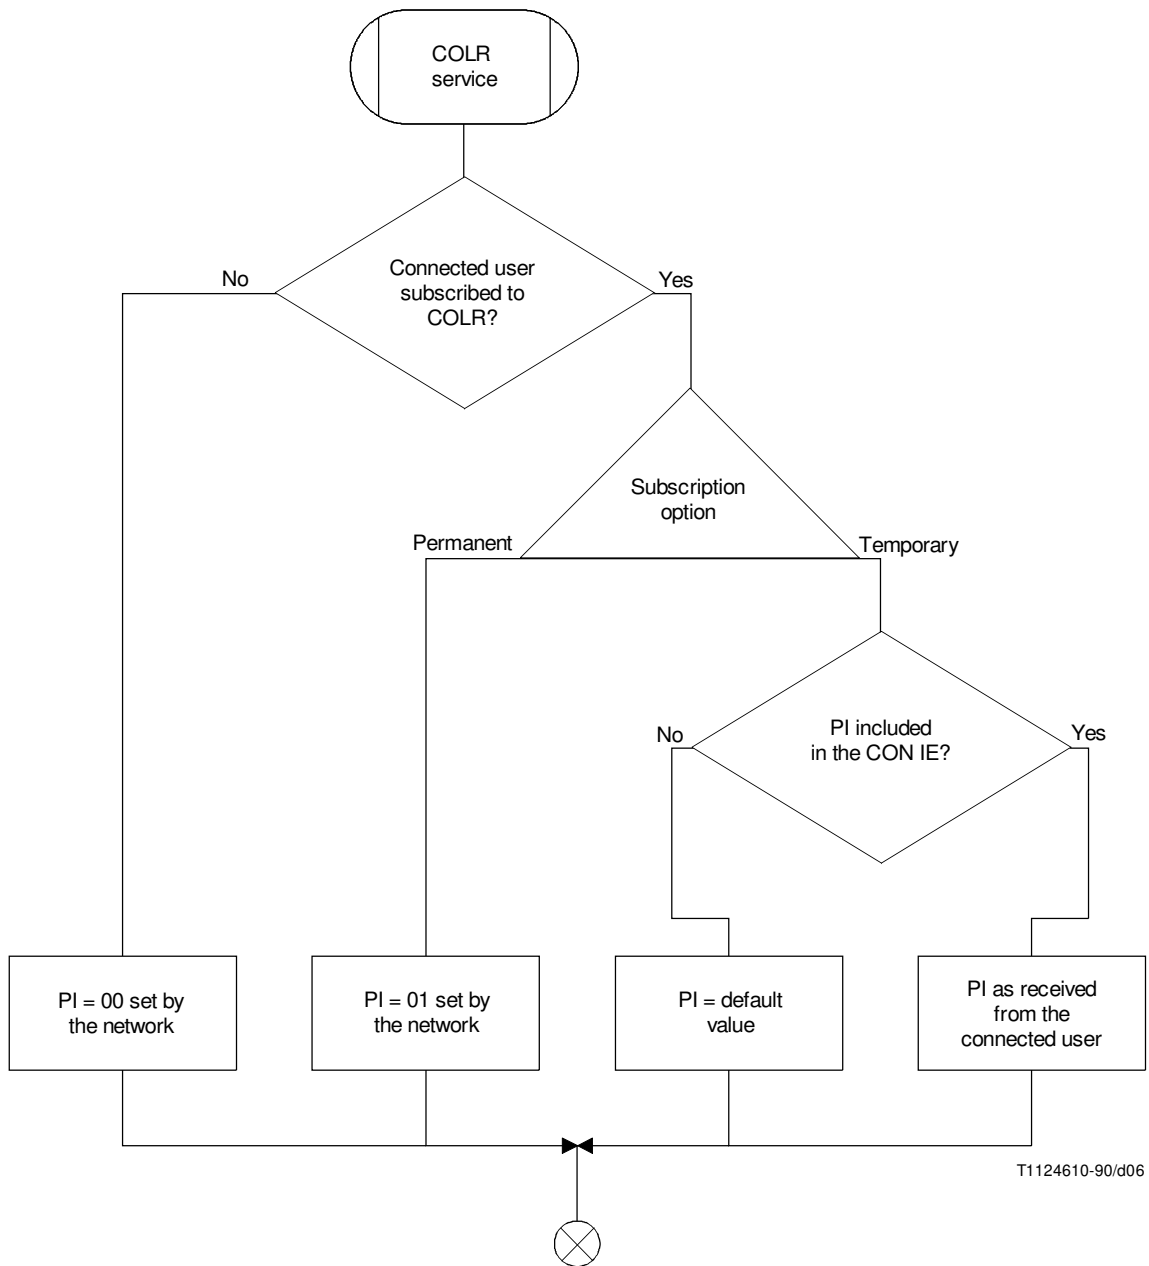 COLR
service
No
Connected user
subscribed to
COLR?
Yes
Subscription
option
Permanent
Temporary
No
PI included
in the CON IE?
Yes
PI = 00 set by
the network
PI = 01 set by
the network
PI = default
value
PI as received
from the
connected user
T1124610-90/d06